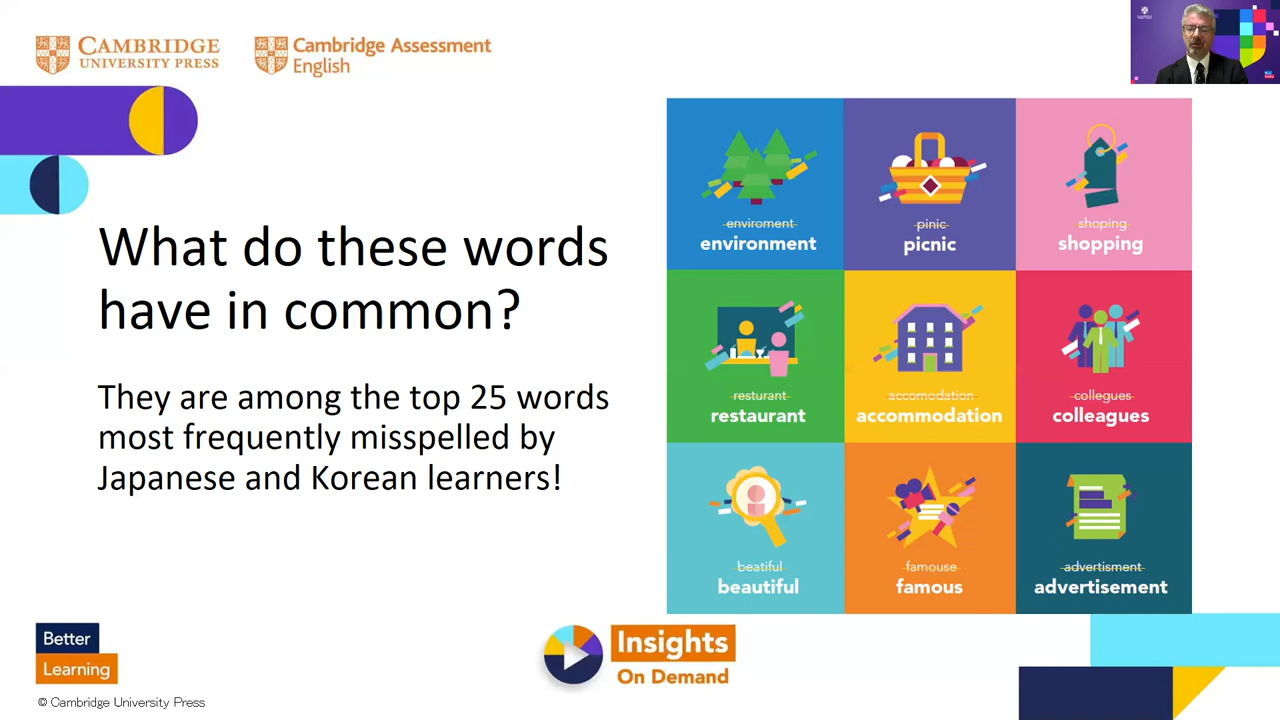 CAMBRIDGE
UNIVERSITY PRESS
Cambridge Assessment
English
What do these words
have in common?
They are among the top 25 words
most frequently misspelled by
Japanese and Korean learners!
enviroment
environment
pinic
picnic
shoping
shopping
resturant
restaurant
accomodation
accommodation
collegues
colleagues
beatiful
beautiful
famouse
famous
advertisment
advertisement
Better
Learning
Insights
On Demand
© Cambridge University Press